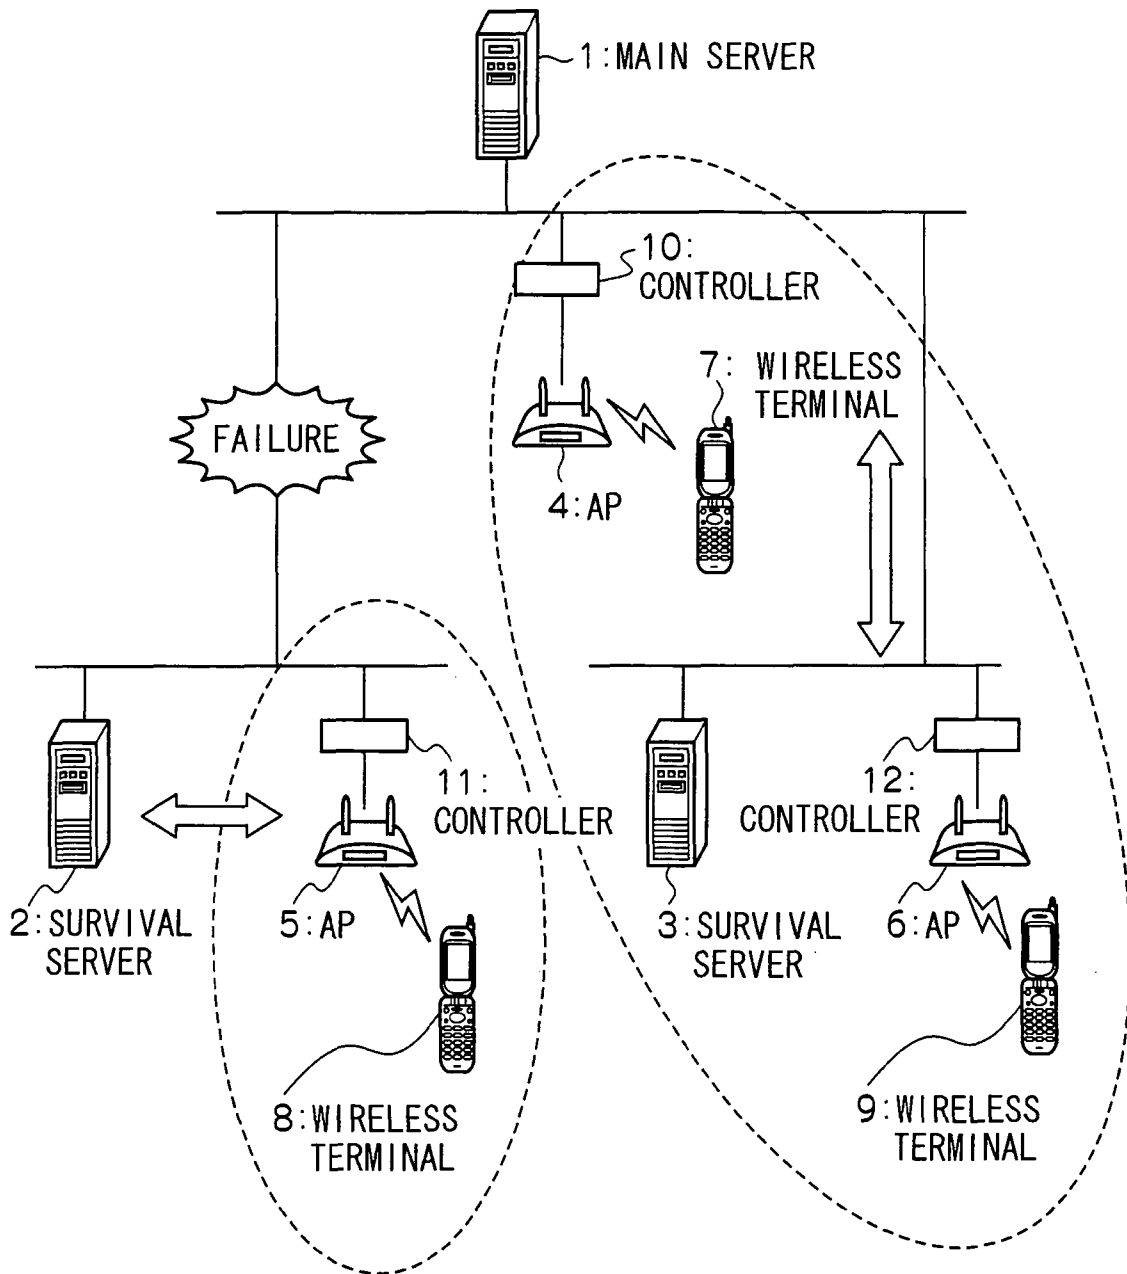 1:MAIN SERVER
10:
CONTROLLER
7: WIRELESS
TERMINAL
FAILURE
4:AP
11:
CONTROLLER
12:
CONTROLLER
2:SURVIVAL
SERVER
5:AP
3:SURVIVAL
SERVER
6:AP
8:WIRELESS
TERMINAL
9:WIRELESS
TERMINAL